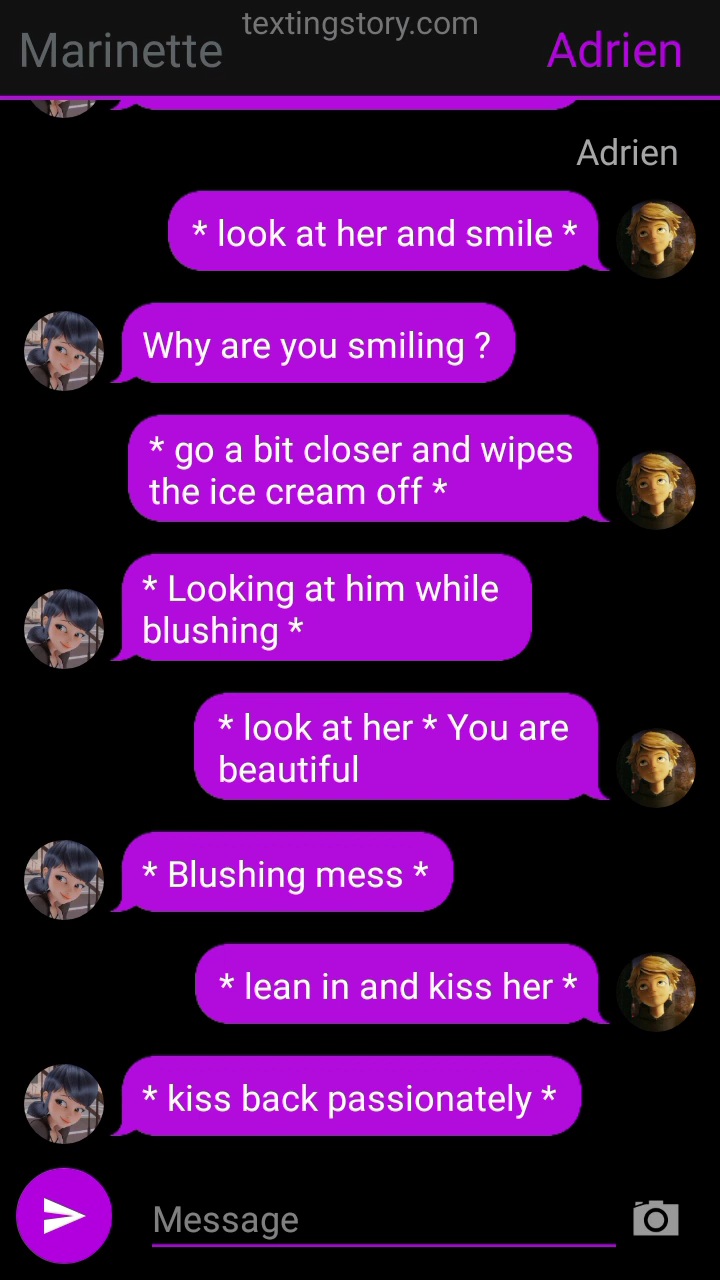 textingstory.com
Marinette
Adrien
Adrien
* look at her and smile *
Why are you smiling ?
* go a bit closer and wipes
the ice cream off *
* Looking at him while
blushing *
* look at her * You are
beautiful
* Blushing mess *
* lean in and kiss her *
* kiss back passionately *
Message